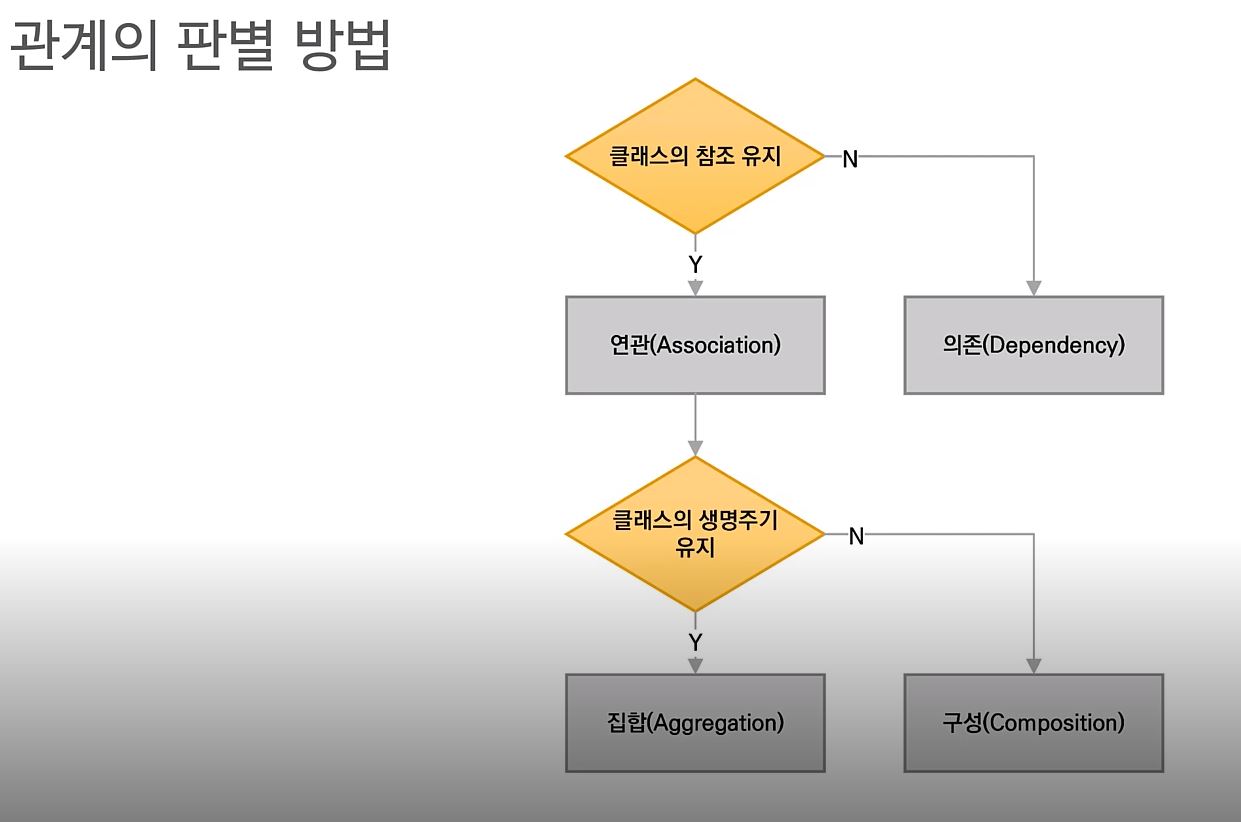 관계의 판별 방법
클래스의 참조 유지
N
Y
연관(Association)
의존(Dependency)
클래스의 생명주기
유지
N
Y
집합(Aggregation)
구성(Composition)